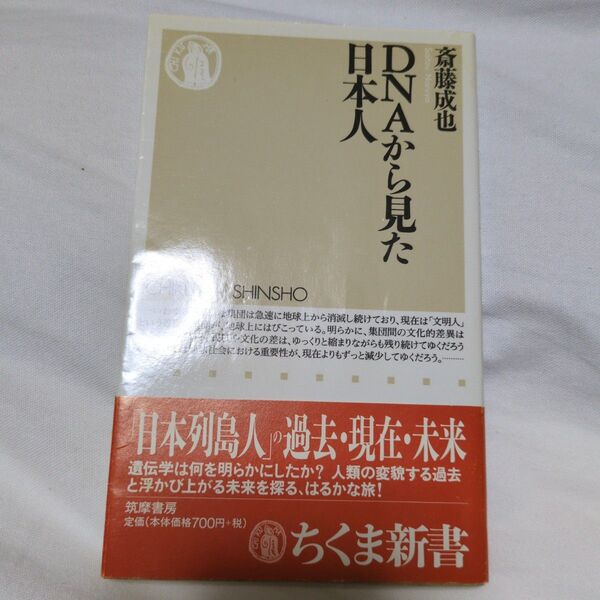 斎藤成也
Saitou Naruya
DNAから見た
日本人
SHINSHO
集団は急速に地球上から消滅し続けており、現在は「文明人」
地球上にはびこっている。明らかに、集団間の文化的差異は
文化の差は、ゆっくりと縮まりながらも残り続けてゆくだろう
社会における重要性が、現在よりもずっと減少してゆくだろう。………
「日本列島人」の過去・現在・未来
遺伝学は何を明らかにしたか? 人類の変貌する過去
と浮かび上がる未来を探る、はるかな旅!
筑摩書房
定価(本体価格700円+税)
ちくま新書